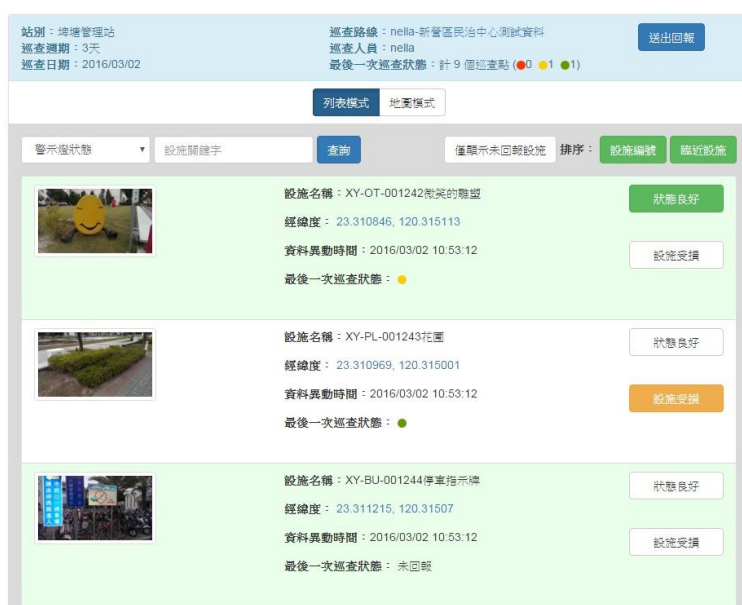 站別：埤塘管理站
巡查週期：3天
巡查日期：2016/03/02
巡查路線：nella-新營區民治中心測試資料
巡查人員：nella
最後一次巡查狀態：計 9 個巡查點 (●0 ●1 ●1)
送出回報
列表模式 地圖模式
警示燈狀態 設施關鍵字 查詢 僅顯示未回報設施 排序： 設施編號 臨近設施
設施名稱：XY-OT-001242微笑的雕塑
經緯度： 23.310846, 120.315113
資料異動時間：2016/03/02 10:53:12
最後一次巡查狀態：
狀態良好
設施受損
設施名稱：XY-PL-001243花圃
經緯度： 23.310969, 120.315001
資料異動時間：2016/03/02 10:53:12
最後一次巡查狀態：
狀態良好
設施受損
設施名稱：XY-BU-001244停車指示牌
經緯度： 23.311215, 120.31507
資料異動時間：2016/03/02 10:53:12
最後一次巡查狀態： 未回報
狀態良好
設施受損